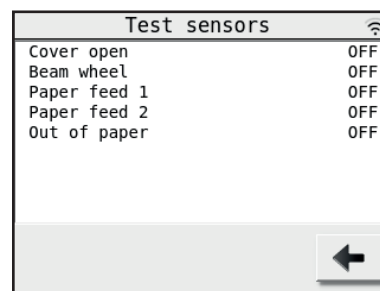 Test sensors
Cover open OFF
Beam wheel OFF
Paper feed 1 OFF
Paper feed 2 OFF
Out of paper OFF